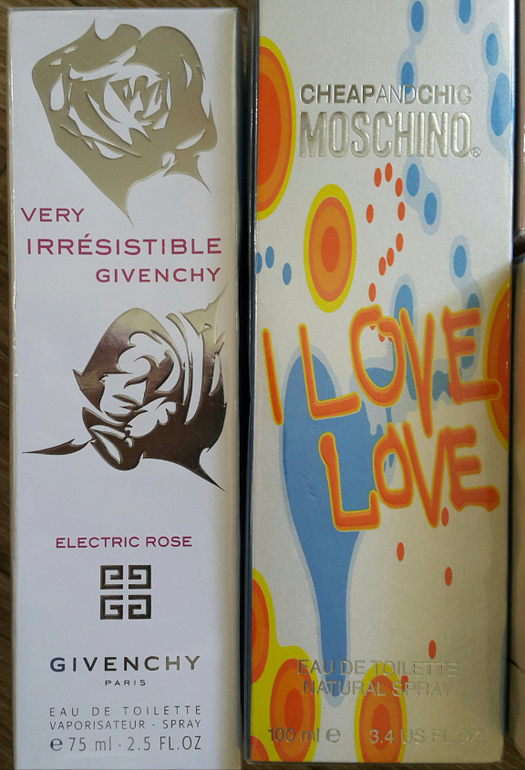 VERY
IRRÉSISTIBLE
GIVENCHY
ELECTRIC ROSE
GIVENCHY
PARIS
EAU DE TOILETTE
VAPORISATEUR - SPRAY
e 75 ml - 2.5 FL.OZ
CHEAPANDCHIC
MOSCHINO®
I LOVE
LOVE
EAU DE TOILETTE
NATURAL SPRAY
100 ml e 3.4 US FL.OZ.